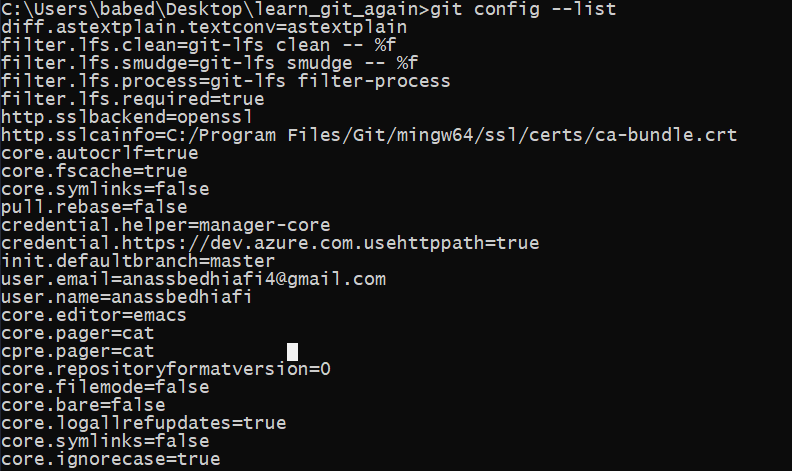 C:\Users\babed\Desktop\learn_git_again>git config --list
diff.astextplain.textconv=astextplain
filter.lfs.clean=git-lfs clean -- %f
filter.lfs.smudge=git-lfs smudge -- %f
filter.lfs.process=git-lfs filter-process
filter.lfs.required=true
http.sslbackend=openssl
http.sslcainfo=C:/Program Files/Git/mingw64/ssl/certs/ca-bundle.crt
core.autocrlf=true
core.fscache=true
core.symlinks=false
pull.rebase=false
credential.helper=manager-core
credential.https://dev.azure.com.usehttppath=true
init.defaultbranch=master
user.email=anassbedhiafi4@gmail.com
user.name=anassbedhiafi
core.editor=emacs
core.pager=cat
cpre.pager=cat
core.repositoryformatversion=0
core.filemode=false
core.bare=false
core.logallrefupdates=true
core.symlinks=false
core.ignorecase=true